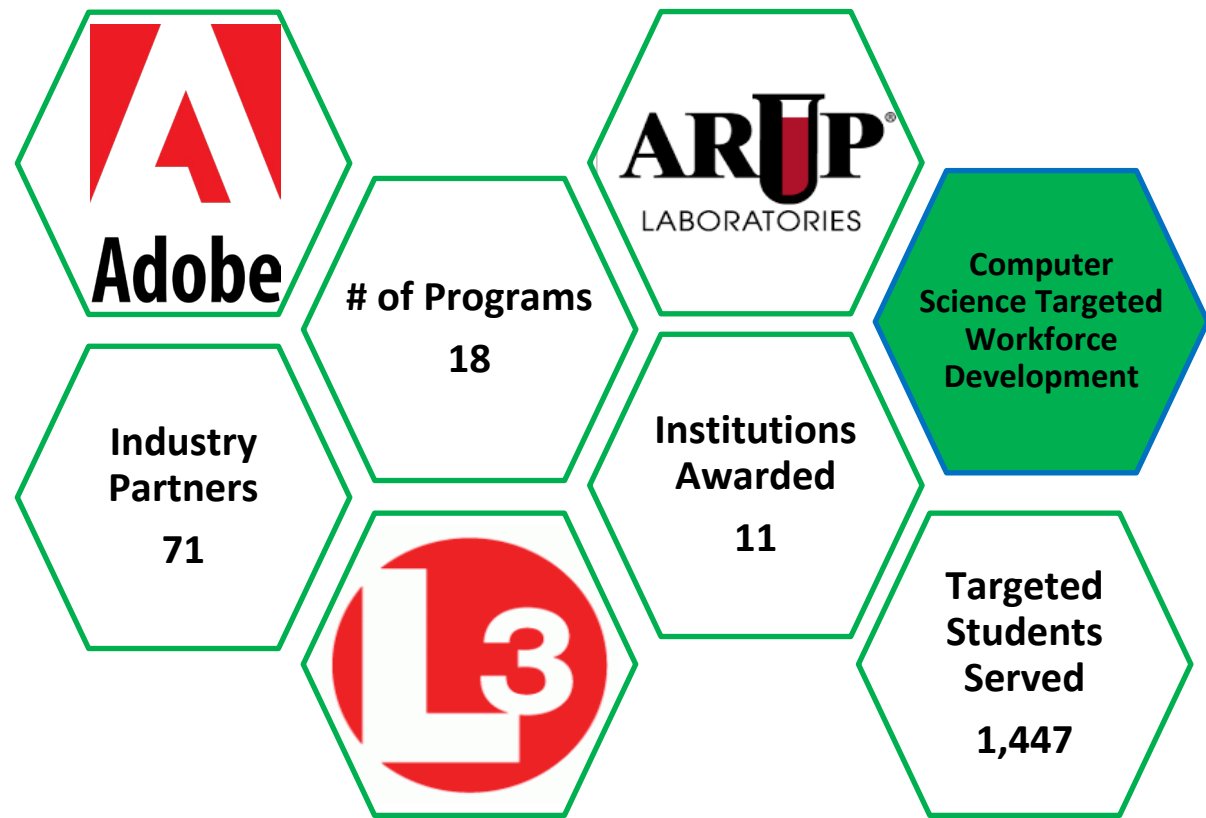 Adobe
ARUP®
LABORATORIES
# of Programs
18
Computer
Science Targeted
Workforce
Development
Industry
Partners
71
Institutions
Awarded
11
L3
Targeted
Students
Served
1,447